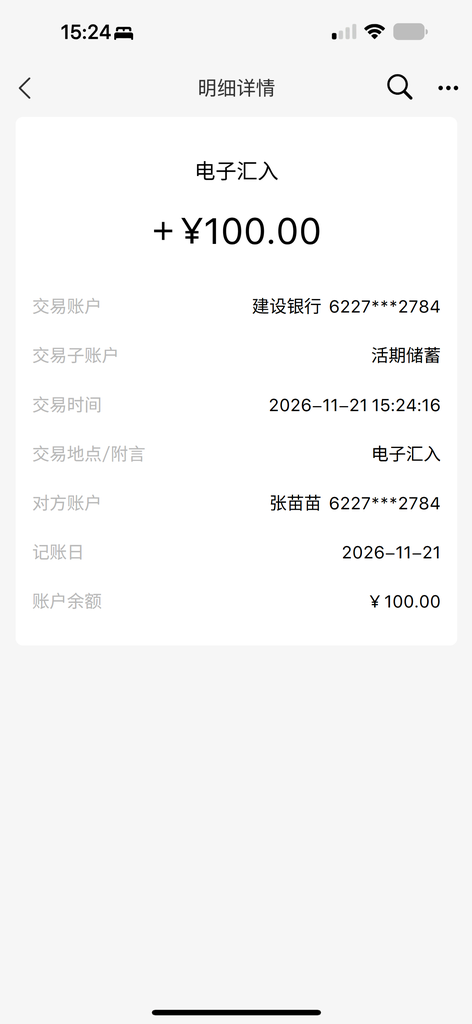 15:24
明细详情
电子汇入
+¥100.00
交易账户 建设银行 6227***2784
交易子账户 活期储蓄
交易时间 2026-11-21 15:24:16
交易地点/附言 电子汇入
对方账户 张苗苗 6227***2784
记账日 2026-11-21
账户余额 ¥100.00